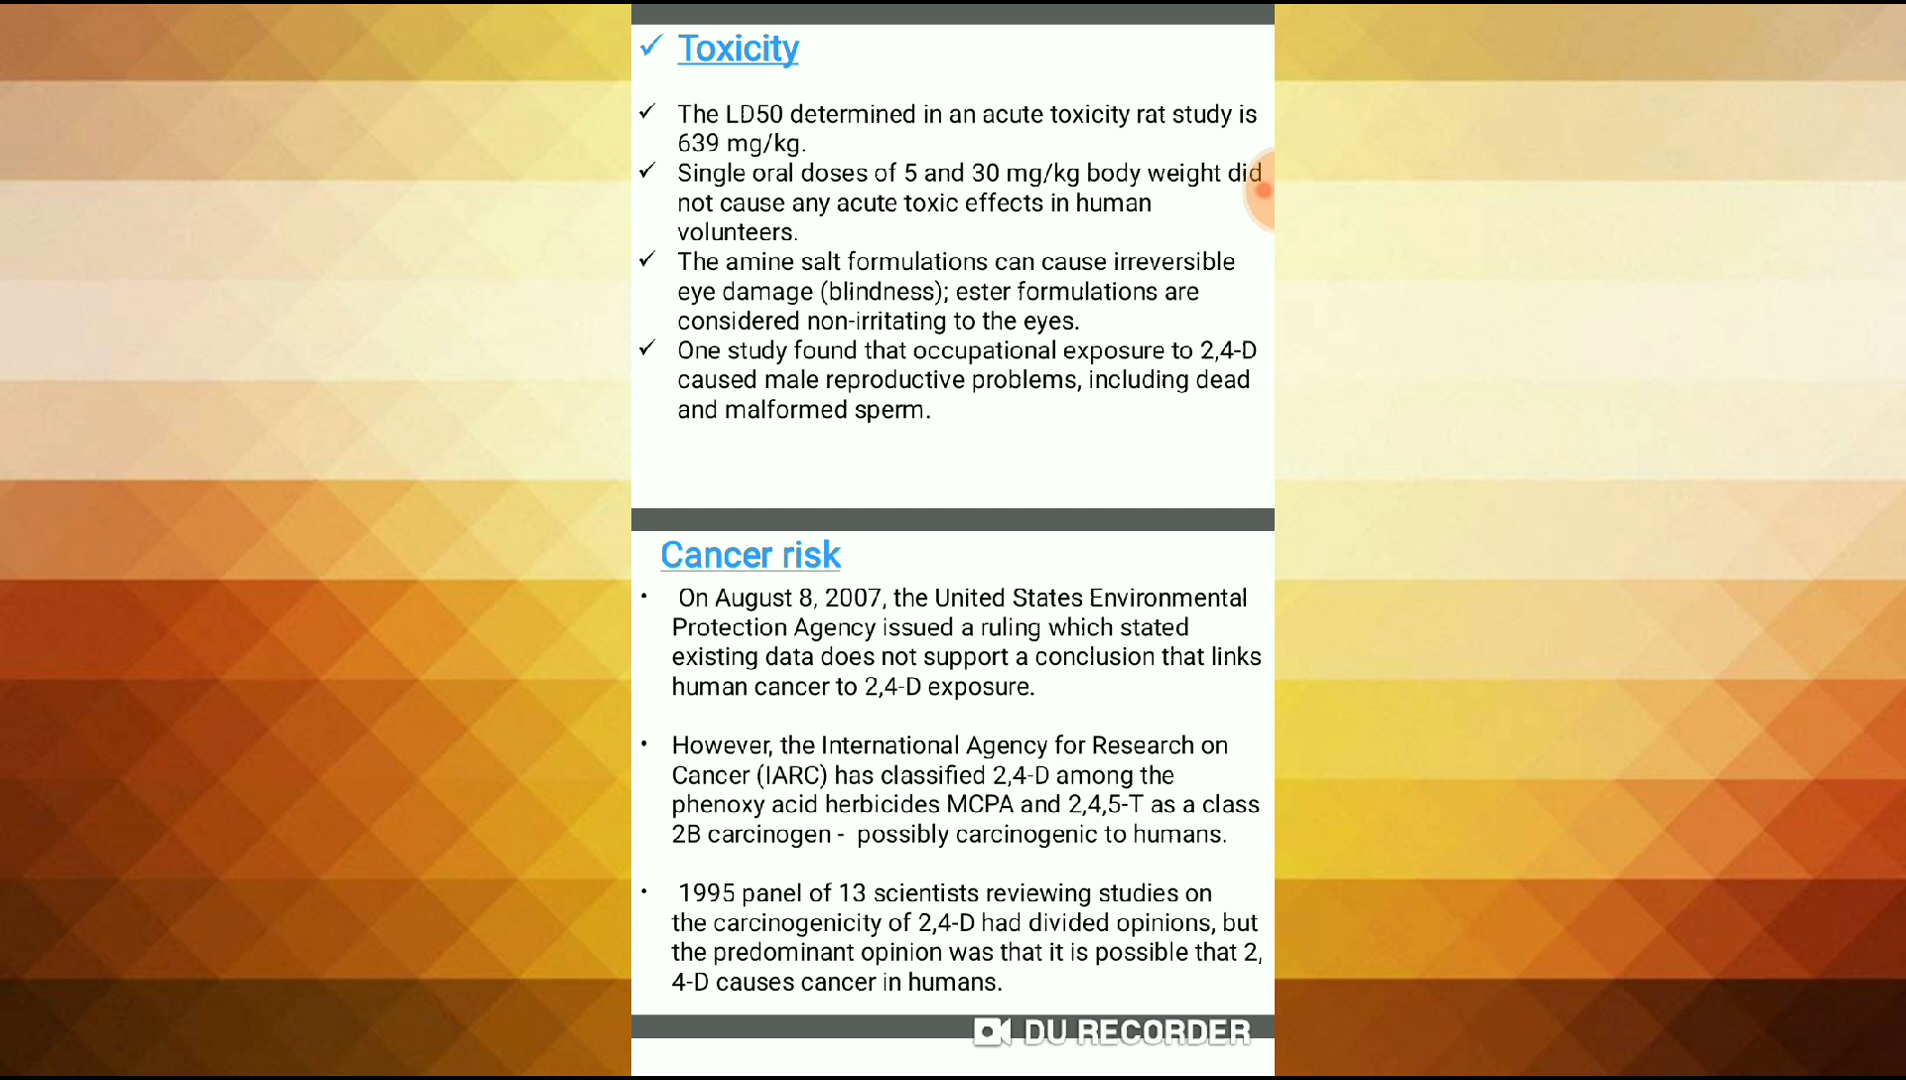 ✓ Toxicity
✓ The LD50 determined in an acute toxicity rat study is
639 mg/kg.
✓ Single oral doses of 5 and 30 mg/kg body weight did
not cause any acute toxic effects in human
volunteers.
✓ The amine salt formulations can cause irreversible
eye damage (blindness); ester formulations are
considered non-irritating to the eyes.
✓ One study found that occupational exposure to 2,4-D
caused male reproductive problems, including dead
and malformed sperm.
Cancer risk
• On August 8, 2007, the United States Environmental
Protection Agency issued a ruling which stated
existing data does not support a conclusion that links
human cancer to 2,4-D exposure.
• However, the International Agency for Research on
Cancer (IARC) has classified 2,4-D among the
phenoxy acid herbicides MCPA and 2,4,5-T as a class
2B carcinogen - possibly carcinogenic to humans.
• 1995 panel of 13 scientists reviewing studies on
the carcinogenicity of 2,4-D had divided opinions, but
the predominant opinion was that it is possible that 2,
4-D causes cancer in humans.
DU RECORDER